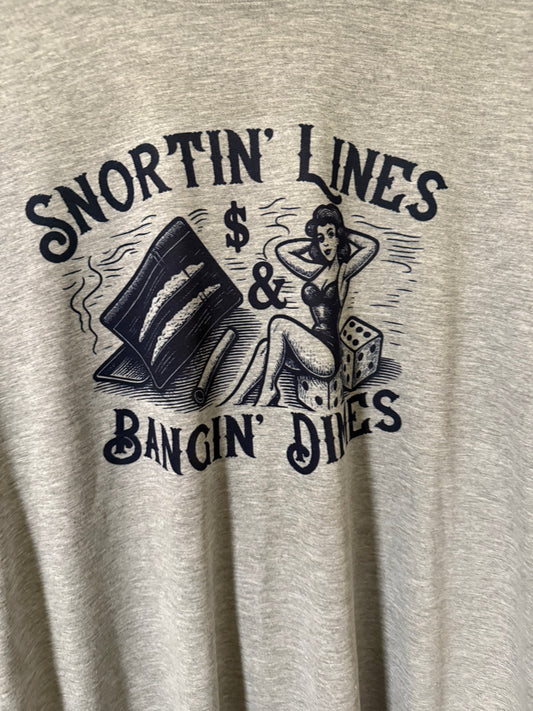 SNORTIN' LINES
$
&
BANGIN' DIMES